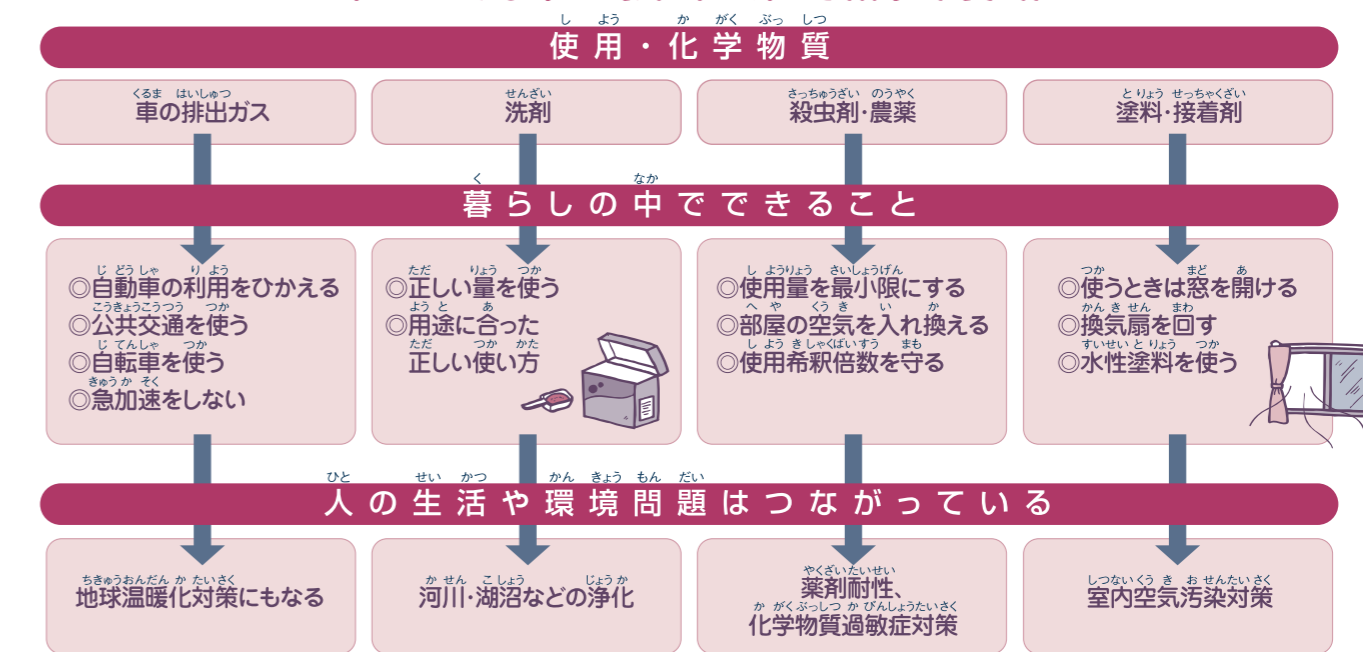 使用・化学物質
車の排出ガス
洗剤
殺虫剤・農薬
塗料・接着剤
暮らしの中でできること
◎自動車の利用をひかえる
◎公共交通を使う
◎自転車を使う
◎急加速をしない
◎正しい量を使う
◎用途に合った
正しい使い方
◎使用量を最小限にする
◎部屋の空気を入れ換える
◎使用希釈倍数を守る
◎使うときは窓を開ける
◎換気扇を回す
◎水性塗料を使う
人の生活や環境問題はつながっている
地球温暖化対策にもなる
河川・湖沼などの浄化
薬剤耐性、
化学物質過敏症対策
室内空気汚染対策